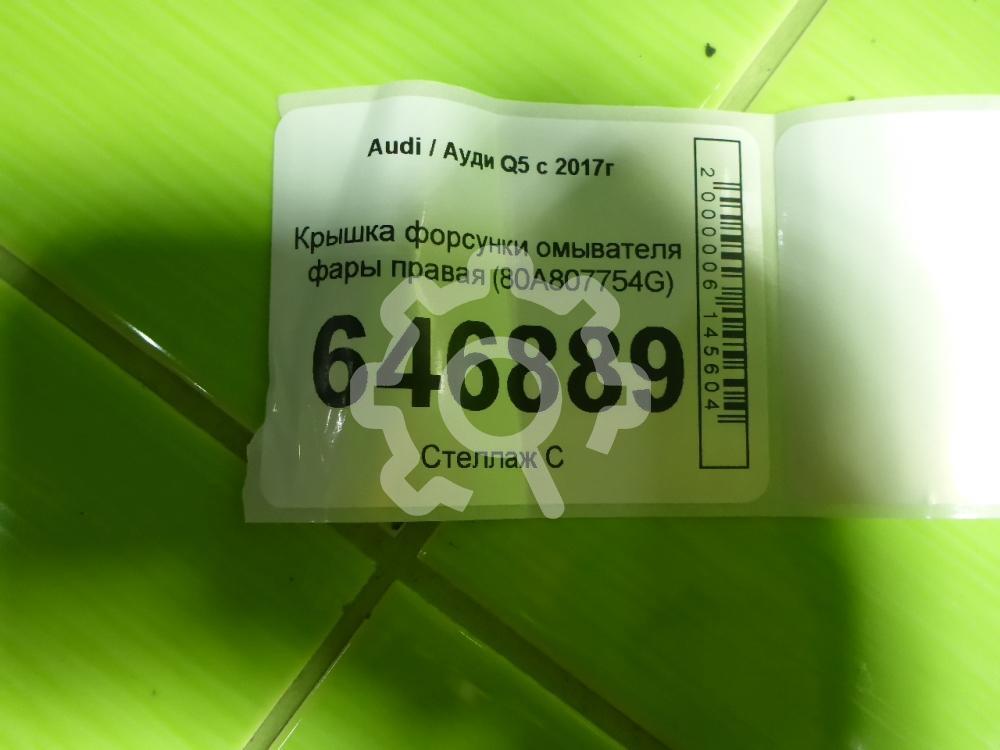 Audi / Ауди Q5 с 2017г
Крышка форсунки омывателя
фары правая (80A807754G)
646889
Стеллаж С
2000006145604